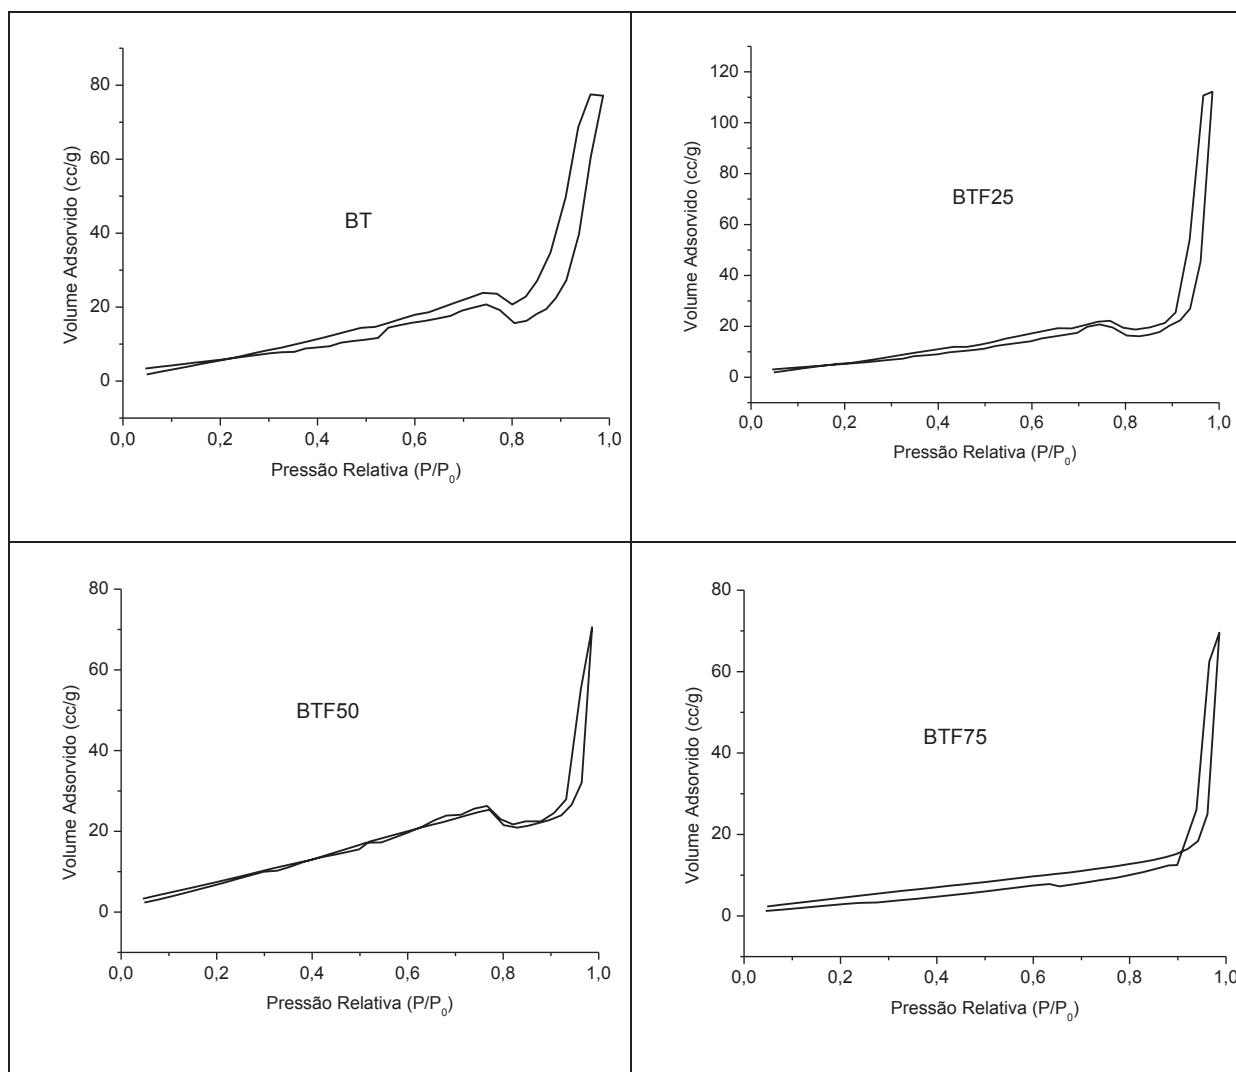 80
60
40
20
0
Volume Adsorvido (cc/g)
BT
0,0 0,2 0,4 0,6 0,8 1,0
Pressão Relativa (P/P₀)
120
100
80
60
40
20
0
Volume Adsorvido (cc/g)
BTF25
0,0 0,2 0,4 0,6 0,8 1,0
Pressão Relativa (P/P₀)
80
60
40
20
0
Volume Adsorvido (cc/g)
BTF50
0,0 0,2 0,4 0,6 0,8 1,0
Pressão Relativa (P/P₀)
80
60
40
20
0
Volume Adsorvido (cc/g)
BTF75
0,0 0,2 0,4 0,6 0,8 1,0
Pressão Relativa (P/P₀)